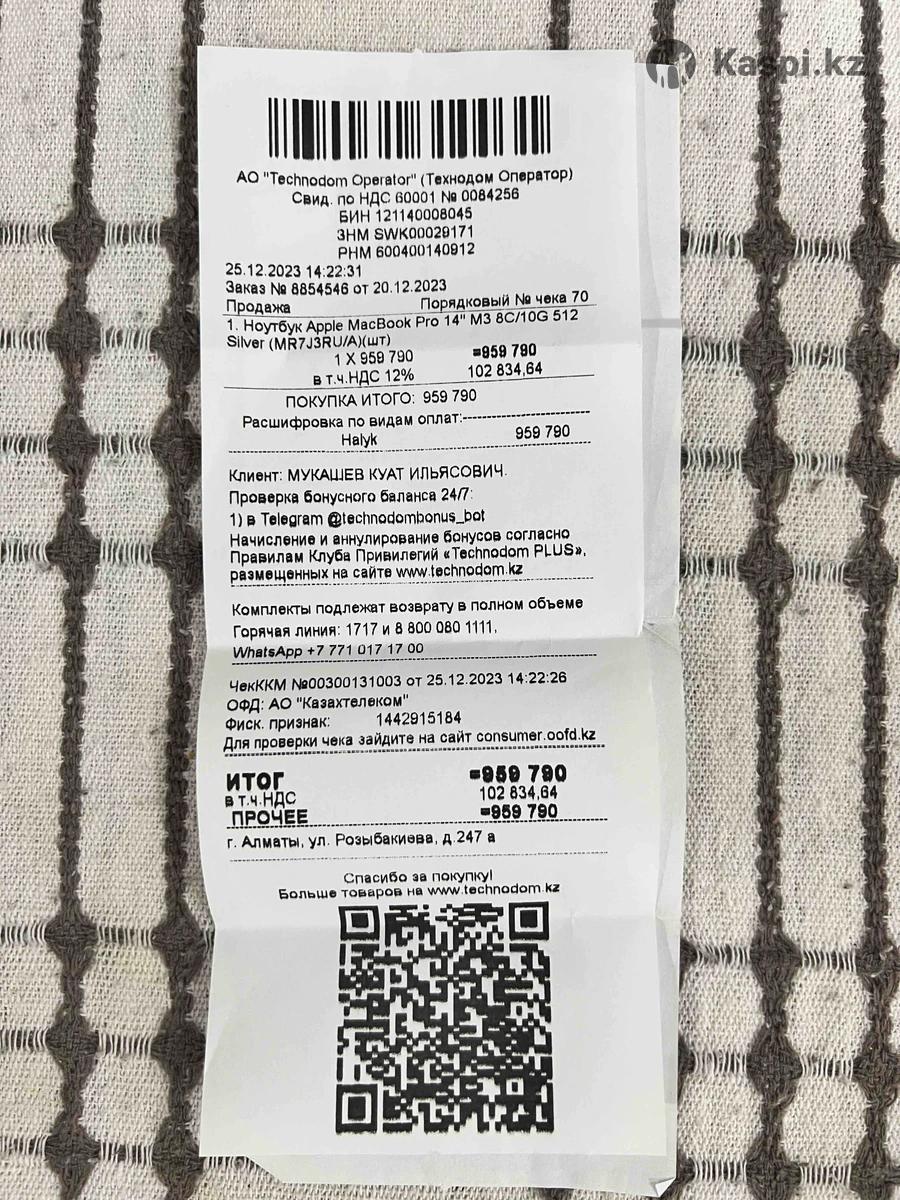 Kaspi.kz
АО "Technodom Operator" (Технодом Оператор)
Свид. по НДС 60001 № 0084256
БИН 121140008045
ЗНМ SWK00029171
РНМ 600400140912
25.12.2023 14:22:31
Заказ № 8854546 от 20.12.2023
Продажа Порядковый № чека 70
1. Ноутбук Apple MacBook Pro 14" M3 8C/10G 512
Silver (MR7J3RU/A)(шт)
1 X 959 790 =959 790
в т.ч.НДС 12% 102 834,64
ПОКУПКА ИТОГО: 959 790
Расшифровка по видам оплат:
Halyk 959 790
Клиент: МУКАШЕВ КУАТ ИЛЬЯСОВИЧ.
Проверка бонусного баланса 24/7:
1) в Telegram @technodombonus_bot
Начисление и аннулирование бонусов согласно
Правилам Клуба Привилегий «Technodom PLUS»,
размещенных на сайте www.technodom.kz
Комплекты подлежат возврату в полном объеме
Горячая линия: 1717 и 8 800 080 1111,
WhatsApp +7 771 017 17 00
ЧекККМ №00300131003 от 25.12.2023 14:22:26
ОФД: АО "Казахтелеком"
Фиск. признак: 1442915184
Для проверки чека зайдите на сайт consumer.oofd.kz
ИТОГ =959 790
в т.ч.НДС 102 834,64
ПРОЧЕЕ =959 790
г. Алматы, ул. Розыбакиева, д.247 а
Спасибо за покупку!
Больше товаров на www.technodom.kz